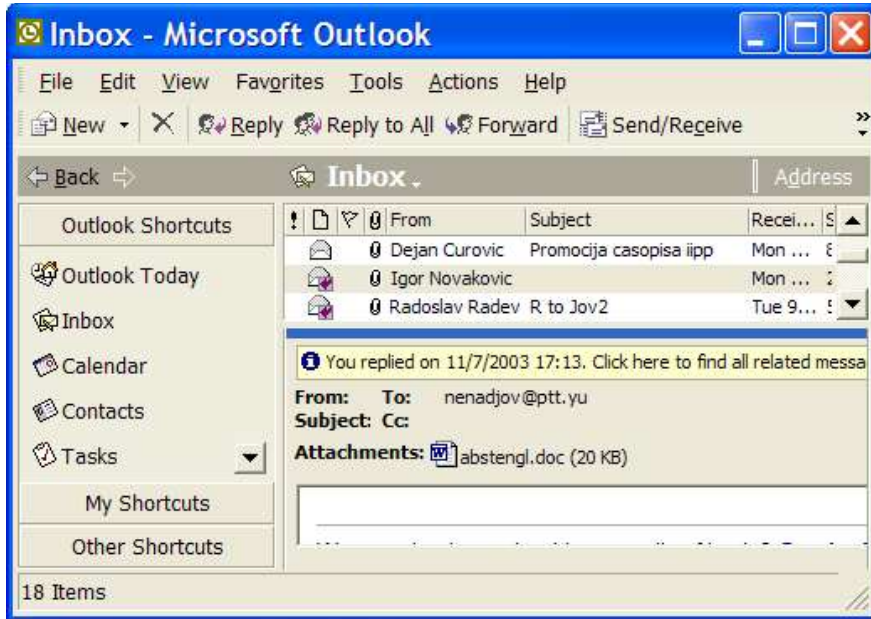 Inbox - Microsoft Outlook
File Edit View Favorites Tools Actions Help
New Reply Reply to All Forward Send/Receive »
Back Inbox . Address
Outlook Shortcuts
Outlook Today
Inbox
Calendar
Contacts
Tasks
My Shortcuts
Other Shortcuts
! From Subject Recei... S
Dejan Curovic Promocija casopisa iipp Mon ...
Igor Novakovic Mon ...
Radoslav Radev R to Jov2 Tue 9...
You replied on 11/7/2003 17:13. Click here to find all related messa
From: To: nenadjov@ptt.yu
Subject: Cc:
Attachments: abstengl.doc (20 KB)
18 Items